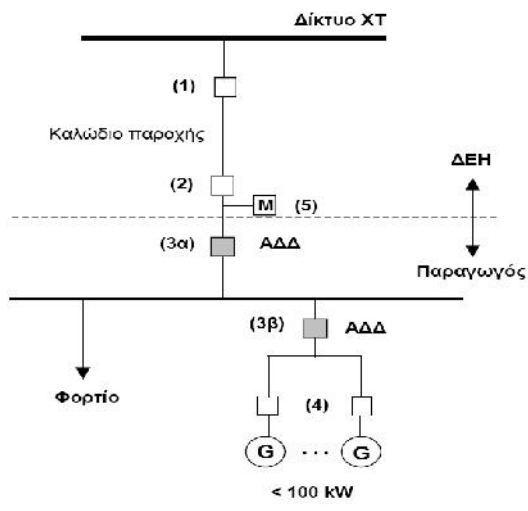 Δίκτυο ΧΤ
(1)
Καλώδιο παροχής
ΔΕΗ
(2)
M (5)
(3α) ΑΔΔ
Παραγωγός
(3β) ΑΔΔ
Φορτίο
(4)
G ... G
< 100 kW